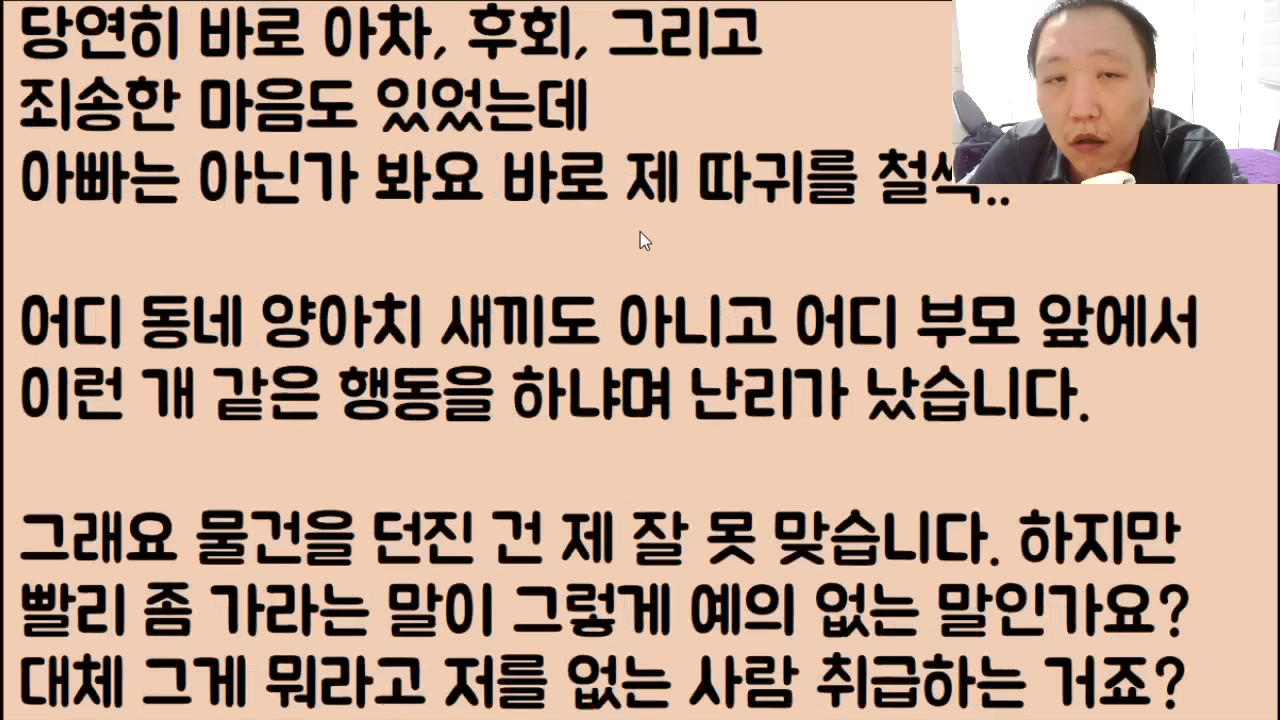 당연히 바로 아차, 후회, 그리고
죄송한 마음도 있었는데
아빠는 아닌가 봐요 바로 제 따귀를 철썩..
어디 동네 양아치 새끼도 아니고 어디 부모 앞에서
이런 개 같은 행동을 하냐며 난리가 났습니다.
그래요 물건을 던진 건 제 잘 못 맞습니다. 하지만
빨리 좀 가라는 말이 그렇게 예의 없는 말인가요?
대체 그게 뭐라고 저를 없는 사람 취급하는 거죠?